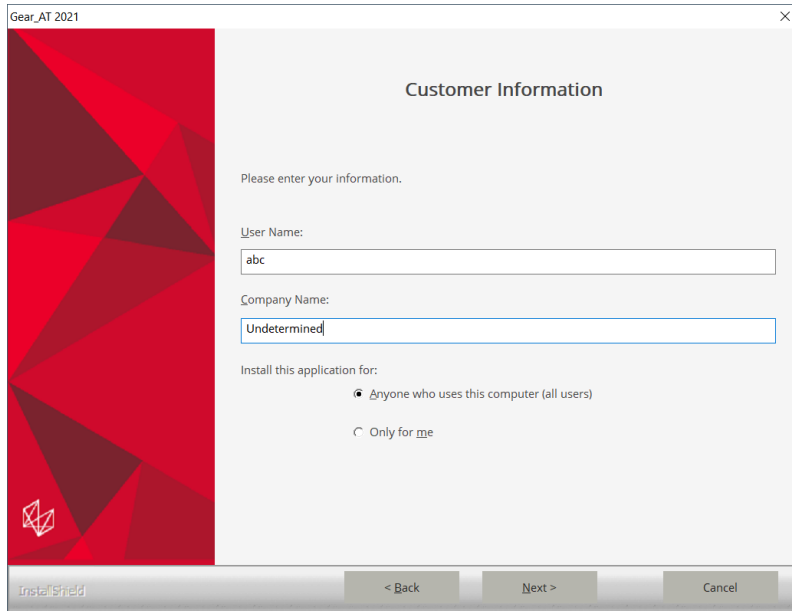 Gear_AT 2021
Customer Information
Please enter your information.
User Name:
abc
Company Name:
Undetermined
Install this application for:
Anyone who uses this computer (all users)
Only for me
InstallShield
< Back Next > Cancel